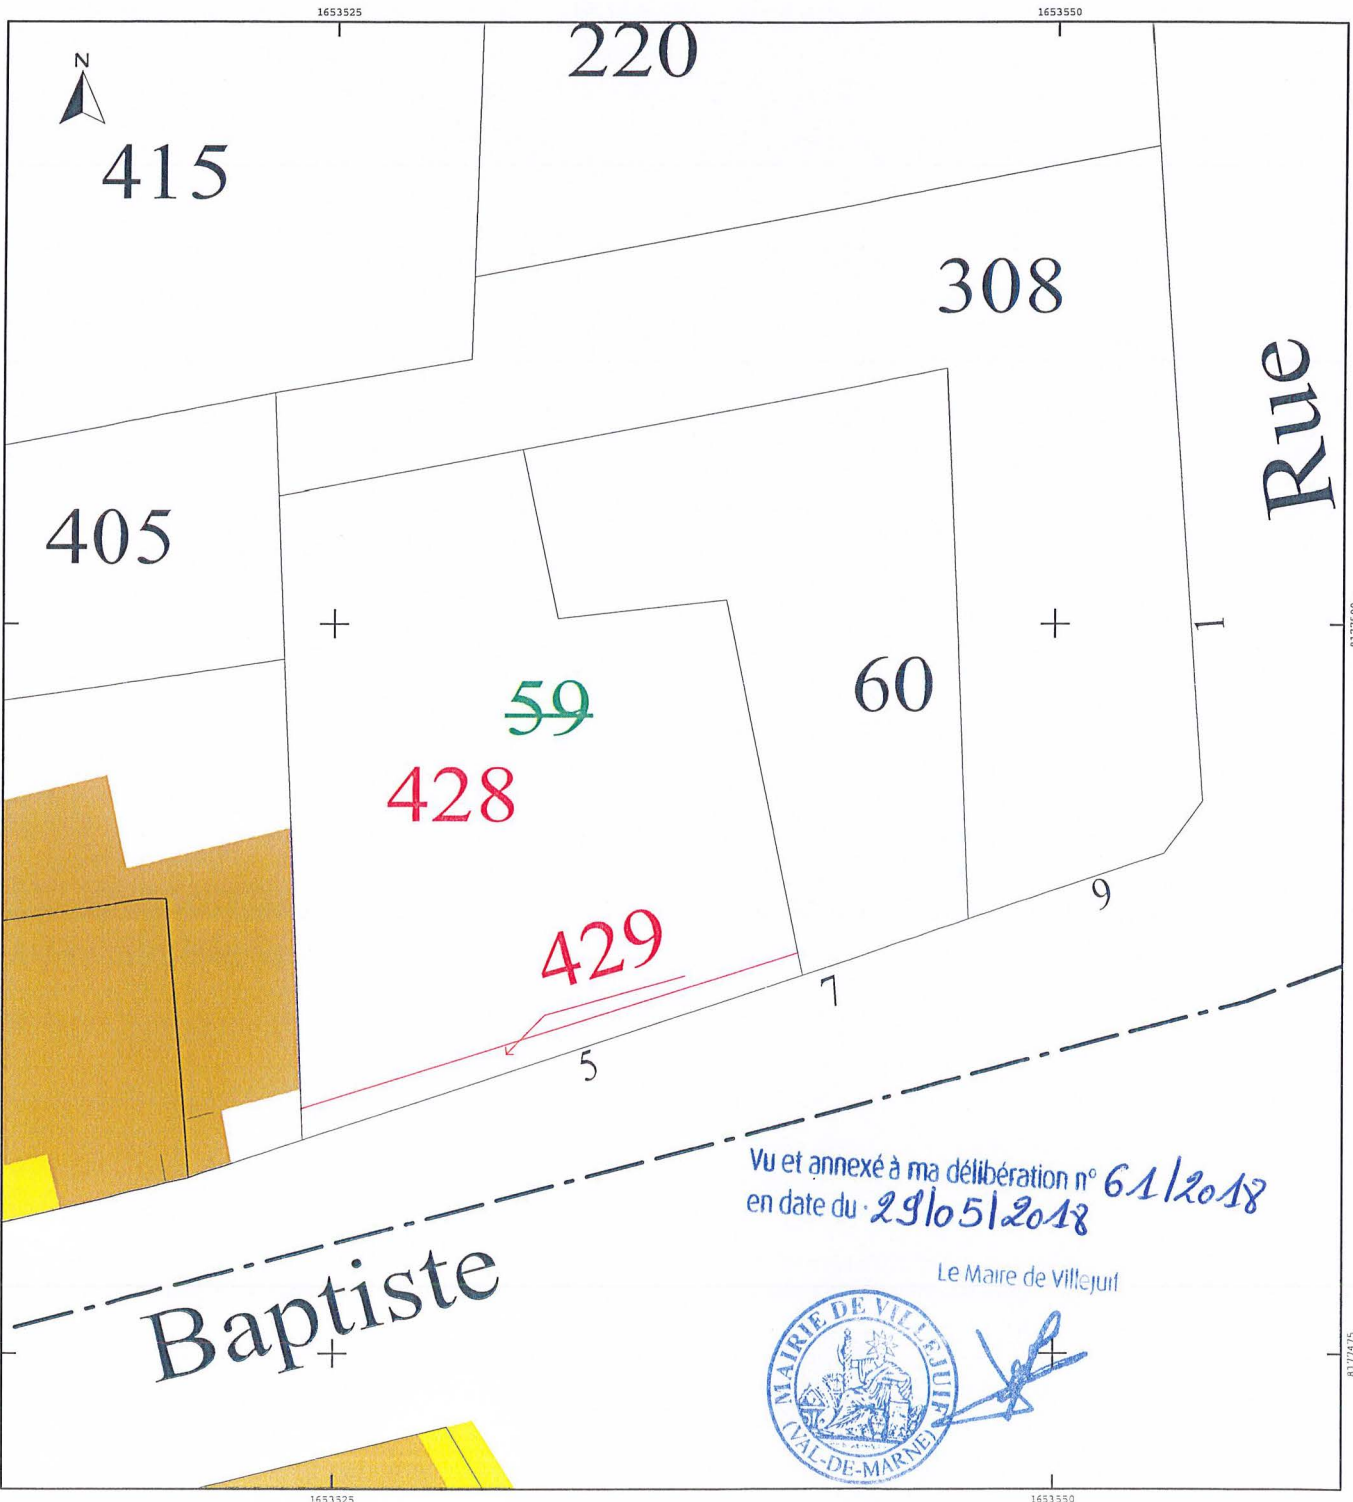 1653525
1653550
N
220
415
308
Rue
405
1
59
60
428
9
429
7
5
Vu et annexé à ma délibération n° 61/2018
en date du 29/05/2018
Le Maire de Villejuif
Baptiste
MAIRIE DE VILLEJUIF
(VAL-DE-MARNE)
8177475
1653525
1653550